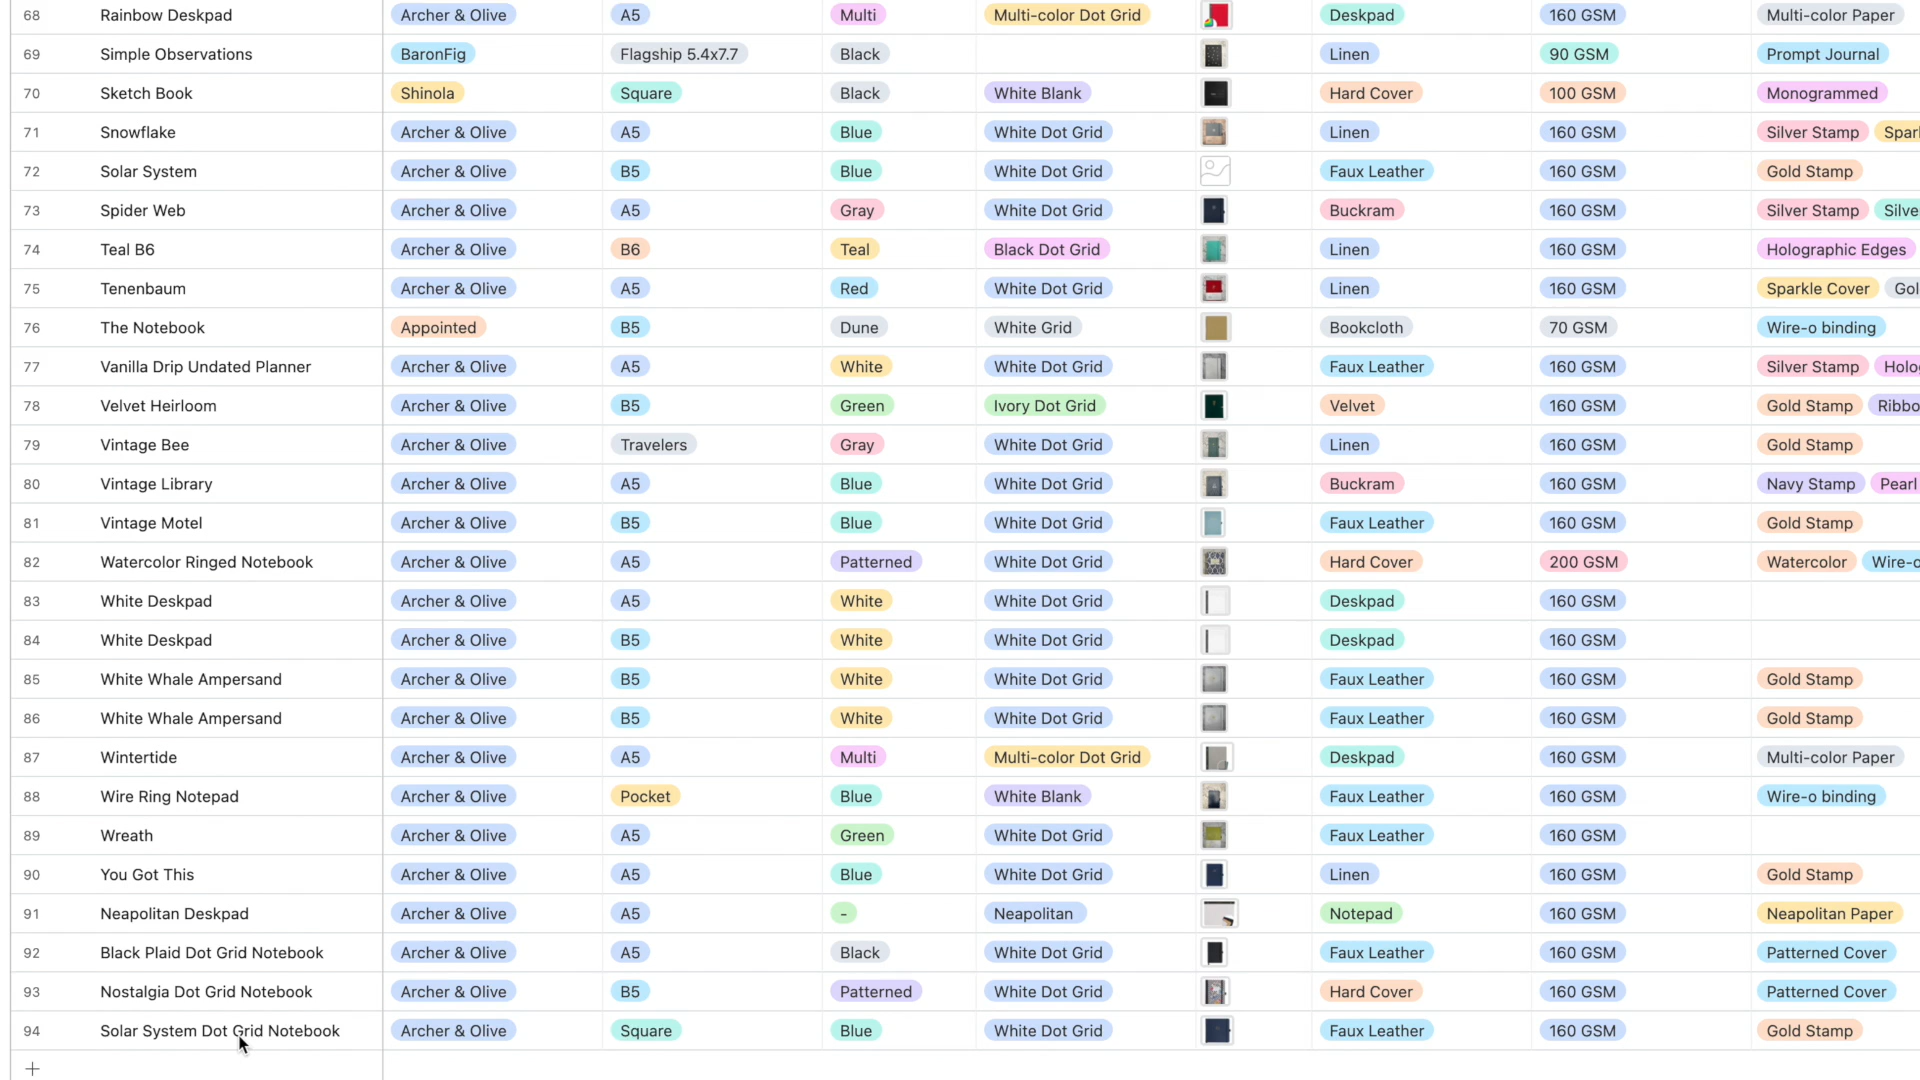 68 Rainbow Deskpad Archer & Olive A5 Multi Multi-color Dot Grid Deskpad 160 GSM Multi-color Paper
69 Simple Observations BaronFig Flagship 5.4x7.7 Black Linen 90 GSM Prompt Journal
70 Sketch Book Shinola Square Black White Blank Hard Cover 100 GSM Monogrammed
71 Snowflake Archer & Olive A5 Blue White Dot Grid Linen 160 GSM Silver Stamp Spar
72 Solar System Archer & Olive B5 Blue White Dot Grid Faux Leather 160 GSM Gold Stamp
73 Spider Web Archer & Olive A5 Gray White Dot Grid Buckram 160 GSM Silver Stamp Silve
74 Teal B6 Archer & Olive B6 Teal Black Dot Grid Linen 160 GSM Holographic Edges
75 Tenenbaum Archer & Olive A5 Red White Dot Grid Linen 160 GSM Sparkle Cover Gol
76 The Notebook Appointed B5 Dune White Grid Bookcloth 70 GSM Wire-o binding
77 Vanilla Drip Undated Planner Archer & Olive A5 White White Dot Grid Faux Leather 160 GSM Silver Stamp Holo
78 Velvet Heirloom Archer & Olive B5 Green Ivory Dot Grid Velvet 160 GSM Gold Stamp Ribbo
79 Vintage Bee Archer & Olive Travelers Gray White Dot Grid Linen 160 GSM Gold Stamp
80 Vintage Library Archer & Olive A5 Blue White Dot Grid Buckram 160 GSM Navy Stamp Pearl
81 Vintage Motel Archer & Olive B5 Blue White Dot Grid Faux Leather 160 GSM Gold Stamp
82 Watercolor Ringed Notebook Archer & Olive A5 Patterned White Dot Grid Hard Cover 200 GSM Watercolor Wire-o
83 White Deskpad Archer & Olive A5 White White Dot Grid Deskpad 160 GSM
84 White Deskpad Archer & Olive B5 White White Dot Grid Deskpad 160 GSM
85 White Whale Ampersand Archer & Olive B5 White White Dot Grid Faux Leather 160 GSM Gold Stamp
86 White Whale Ampersand Archer & Olive B5 White White Dot Grid Faux Leather 160 GSM Gold Stamp
87 Wintertide Archer & Olive A5 Multi Multi-color Dot Grid Deskpad 160 GSM Multi-color Paper
88 Wire Ring Notepad Archer & Olive Pocket Blue White Blank Faux Leather 160 GSM Wire-o binding
89 Wreath Archer & Olive A5 Green White Dot Grid Faux Leather 160 GSM
90 You Got This Archer & Olive A5 Blue White Dot Grid Linen 160 GSM Gold Stamp
91 Neapolitan Deskpad Archer & Olive A5 - Neapolitan Notepad 160 GSM Neapolitan Paper
92 Black Plaid Dot Grid Notebook Archer & Olive A5 Black White Dot Grid Faux Leather 160 GSM Patterned Cover
93 Nostalgia Dot Grid Notebook Archer & Olive B5 Patterned White Dot Grid Hard Cover 160 GSM Patterned Cover
94 Solar System Dot Grid Notebook Archer & Olive Square Blue White Dot Grid Faux Leather 160 GSM Gold Stamp
+